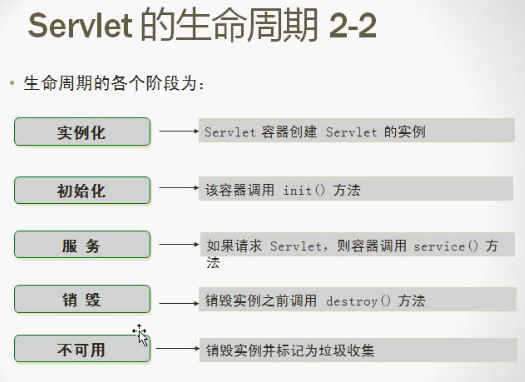 Servlet 的生命周期 2-2
• 生命周期的各个阶段为：
实例化
Servlet 容器创建 Servlet 的实例
初始化
该容器调用 init() 方法
服 务
如果请求 Servlet，则容器调用 service() 方
法
销 毁
销毁实例之前调用 destroy() 方法
不可用
销毁实例并标记为垃圾收集